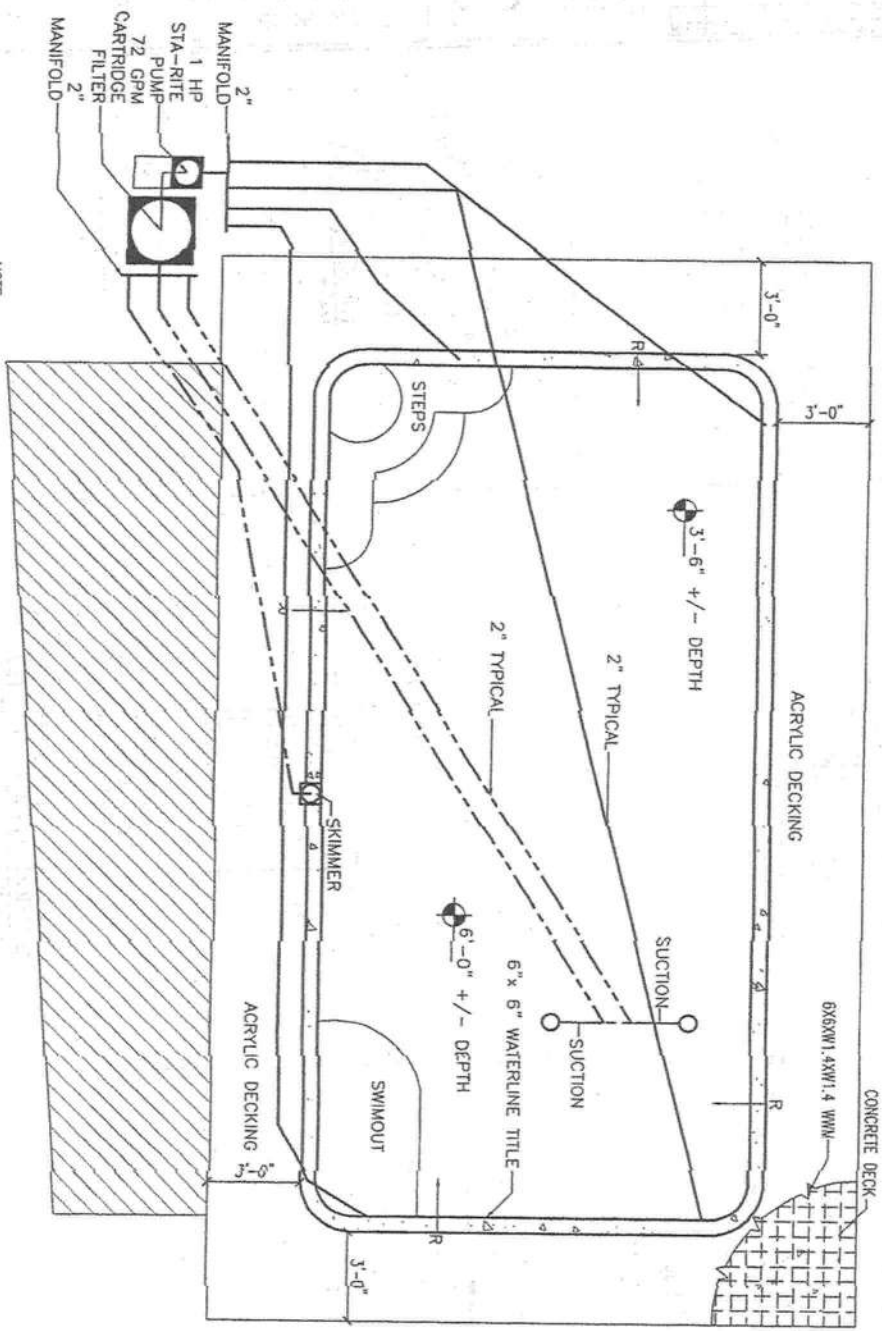 CONCRETE DECK
6X6XW1.4XW1.4 WWM
ACRYLIC DECKING
3'-0"
3'-0"
R
3'-6" +/- DEPTH
2" TYPICAL
2" TYPICAL
STEPS
R
SUCTION
SUCTION
R
6'-0" +/- DEPTH
6"x 6" WATERLINE TITLE
SKIMMER
SWIMOUT
R
ACRYLIC DECKING
3'-0"
3'-0"
2"
MANIFOLD
1 HP
STA-RITE
PUMP
72 GPM
CARTRIDGE
FILTER
2"
MANIFOLD